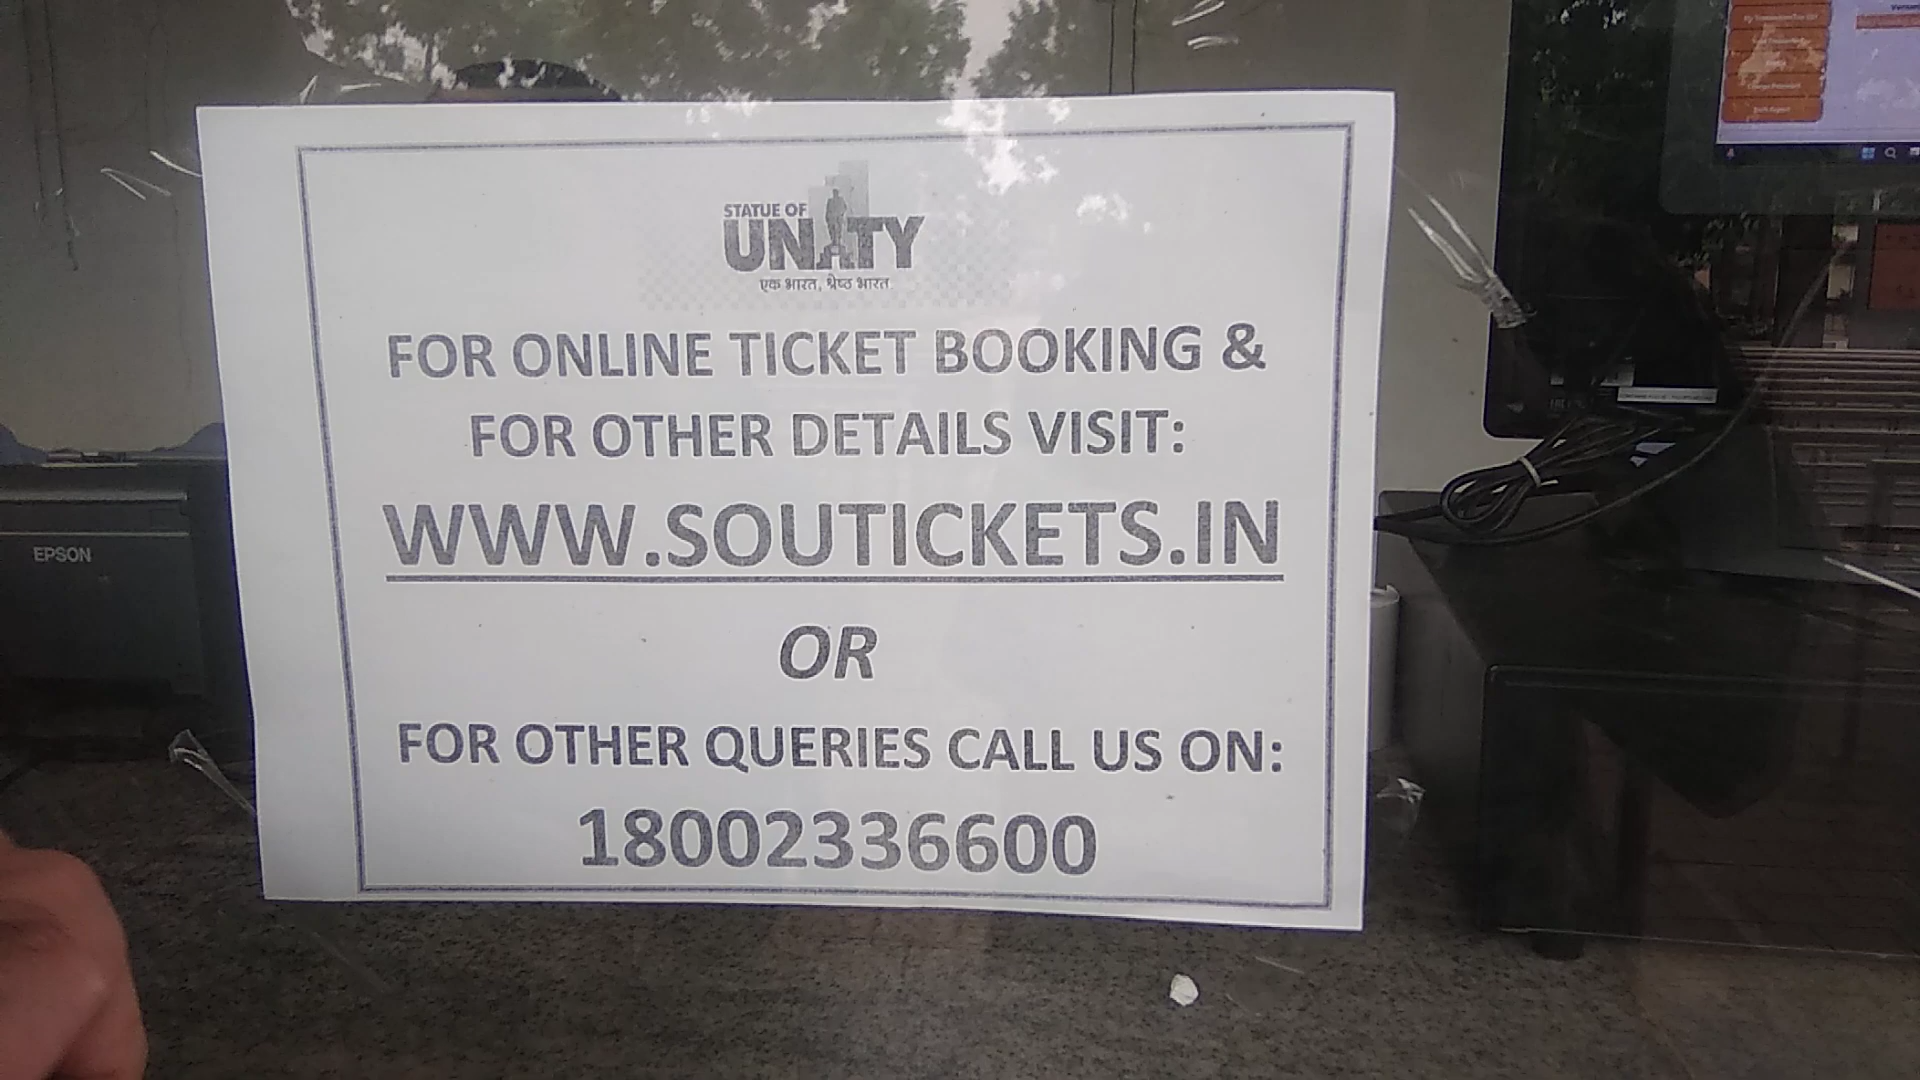 STATUE OF
UNITY
एक भारत, श्रेष्ठ भारत
FOR ONLINE TICKET BOOKING &
FOR OTHER DETAILS VISIT:
WWW.SOUTICKETS.IN
OR
FOR OTHER QUERIES CALL US ON:
18002336600
EPSON